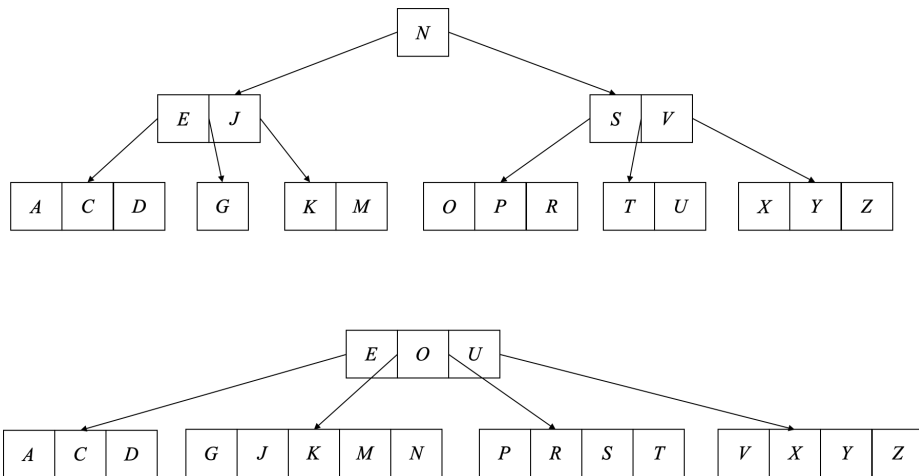 N
E J S V
A C D G K M O P R T U X Y Z
E O U
A C D G J K M N P R S T V X Y Z